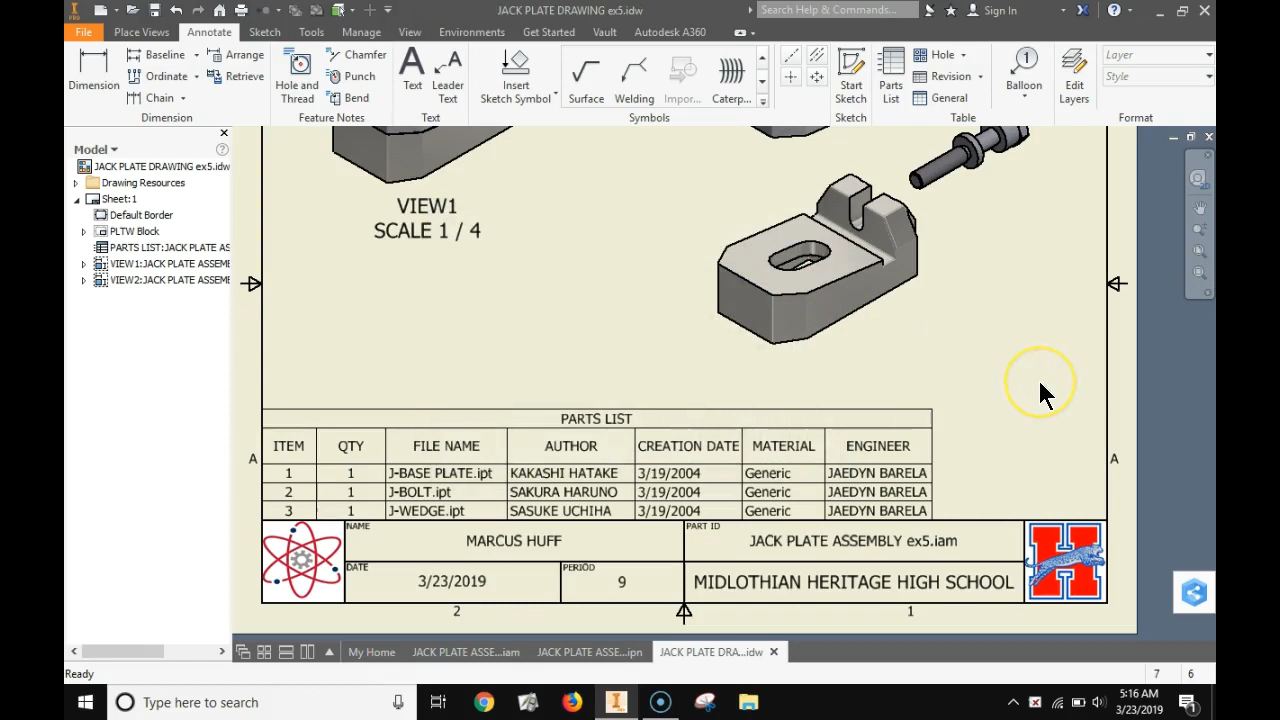 PRO
JACK PLATE DRAWING ex5.idw
Search Help & Commands...
Sign In
File
Place Views
Annotate
Sketch
Tools
Manage
View
Environments
Get Started
Vault
Autodesk A360
Dimension
Baseline
Ordinate
Chain
Arrange
Retrieve
Dimension
Hole and Thread
Chamfer
Punch
Bend
Feature Notes
Text
Leader Text
Text
Insert Sketch Symbol
Surface
Welding
Impor...
Caterp...
Symbols
Start Sketch
Sketch
Parts List
Hole
Revision
General
Table
1
Balloon
Edit Layers
Layer
Style
Format
Model
JACK PLATE DRAWING ex5.idw
Drawing Resources
Sheet:1
Default Border
PLTW Block
PARTS LIST:JACK PLATE AS
VIEW1:JACK PLATE ASSEME
VIEW2:JACK PLATE ASSEME
2D
VIEW1
SCALE 1 / 4
A
A
PARTS LIST
ITEM QTY FILE NAME AUTHOR CREATION DATE MATERIAL ENGINEER
1 1 J-BASE PLATE.ipt KAKASHI HATAKE 3/19/2004 Generic JAEDYN BARELA
2 1 J-BOLT.ipt SAKURA HARUNO 3/19/2004 Generic JAEDYN BARELA
3 1 J-WEDGE.ipt SASUKE UCHIHA 3/19/2004 Generic JAEDYN BARELA
NAME
MARCUS HUFF
PART ID
JACK PLATE ASSEMBLY ex5.iam
DATE
3/23/2019
PERIOD
9
MIDLOTHIAN HERITAGE HIGH SCHOOL
H
2
1
My Home
JACK PLATE ASSE...iam
JACK PLATE ASSE...ipn
JACK PLATE DRA...idw
Ready
7
6
Type here to search
5:16 AM
3/23/2019
1